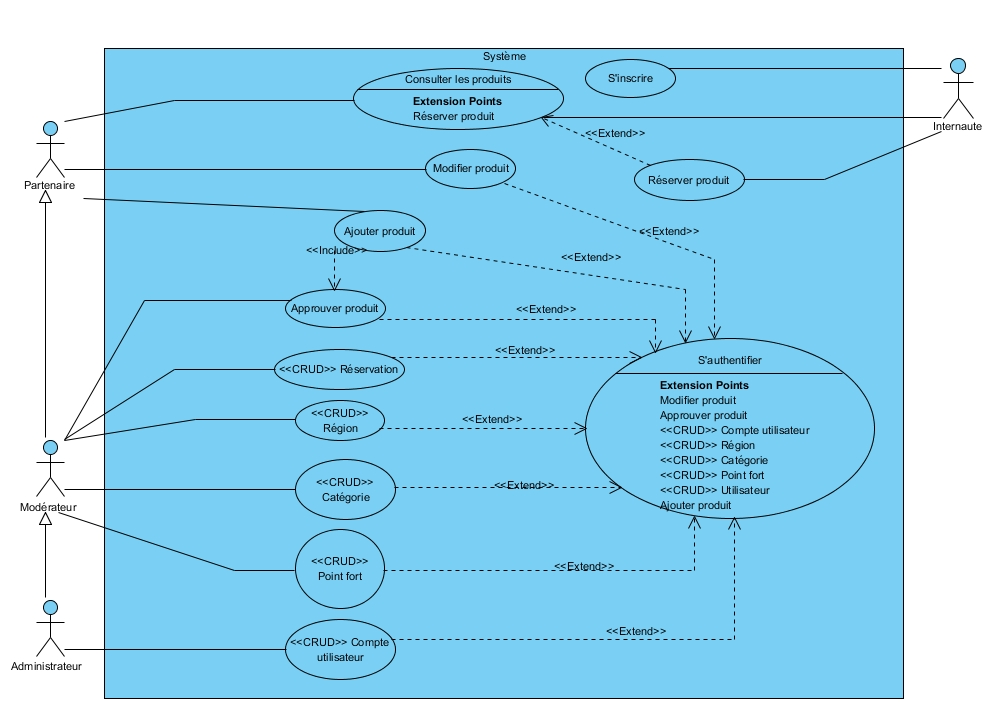 Système
Consulter les produits
Extension Points
Réserver produit
S'inscrire
Internaute
<<Extend>>
Partenaire
Modifier produit
Réserver produit
Ajouter produit
<<Extend>>
<<Include>>
<<Extend>>
Approuver produit
<<Extend>>
<<Extend>>
<<CRUD>> Réservation
S'authentifier
Extension Points
Modifier produit
Approuver produit
<<CRUD>> Compte utilisateur
<<CRUD>> Région
<<CRUD>> Catégorie
<<CRUD>> Point fort
<<CRUD>> Utilisateur
Ajouter produit
<<CRUD>>
Région
<<Extend>>
<<CRUD>>
Catégorie
<<Extend>>
Modérateur
<<CRUD>>
Point fort
<<Extend>>
<<CRUD>> Compte
utilisateur
<<Extend>>
Administrateur